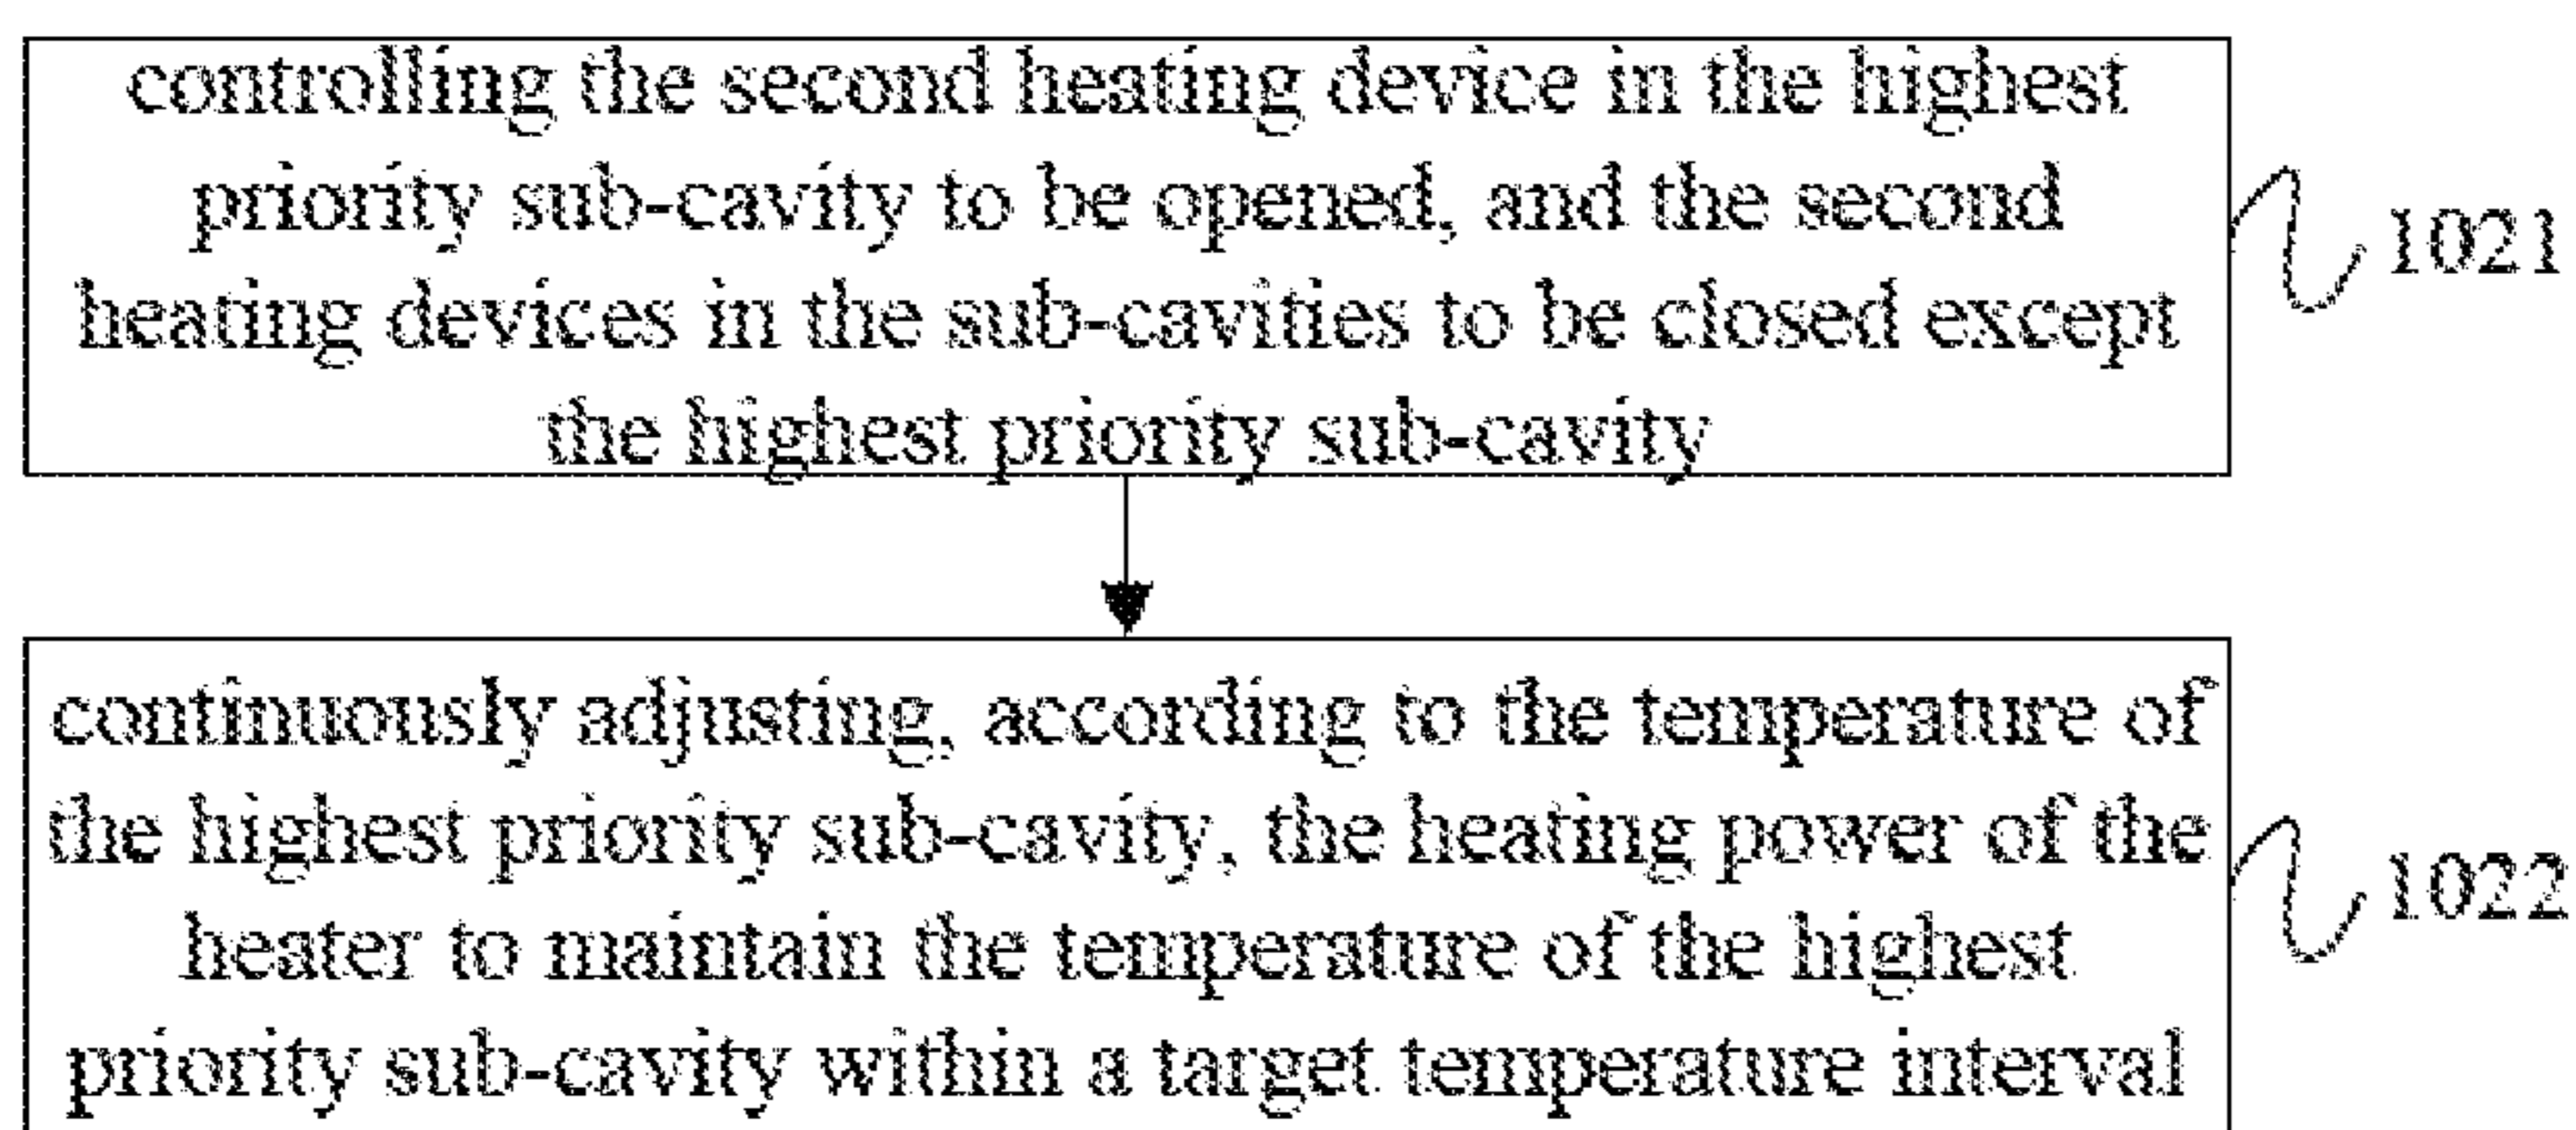 controlling the second heating device in the highest
priority sub-cavity to be opened, and the second
heating devices in the sub-cavities to be closed except
the highest priority sub-cavity
1021
continuously adjusting, according to the temperature of
the highest priority sub-cavity, the heating power of the
heater to maintain the temperature of the highest
priority sub-cavity within a target temperature interval
1022